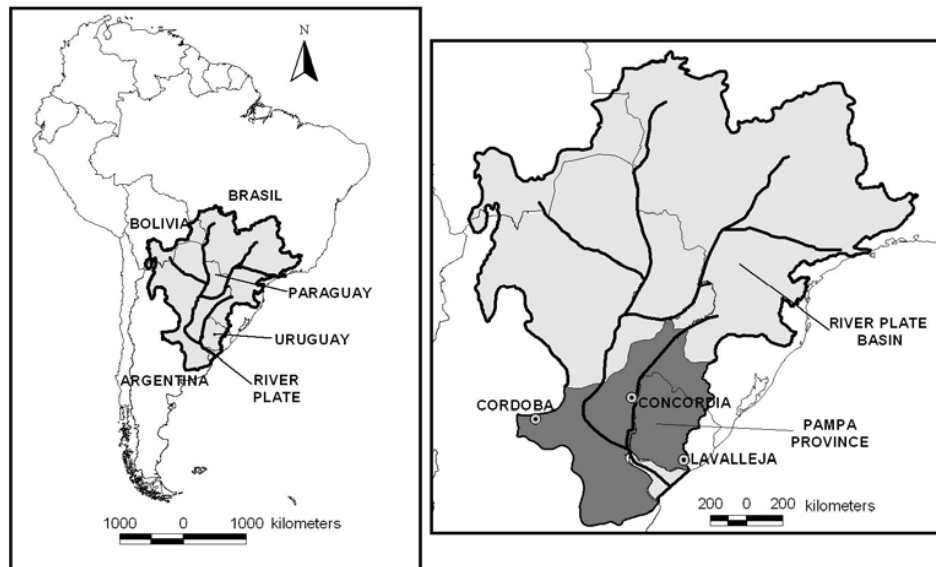 N
BRASIL
BOLIVIA
PARAGUAY
URUGUAY
ARGENTINA
RIVER
PLATE
1000 0 1000 kilometers
RIVER PLATE
BASIN
CORDOBA
CONCORDIA
PAMPA
PROVINCE
LAVALLEJA
200 0 200 kilometers